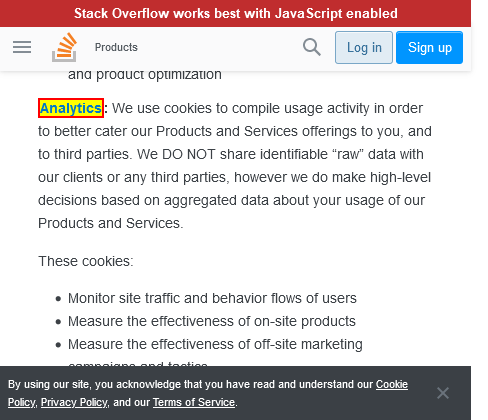 Stack Overflow works best with JavaScript enabled
Products
Log in
Sign up
and product optimization
Analytics: We use cookies to compile usage activity in order
to better cater our Products and Services offerings to you, and
to third parties. We DO NOT share identifiable “raw” data with
our clients or any third parties, however we do make high-level
decisions based on aggregated data about your usage of our
Products and Services.
These cookies:
Monitor site traffic and behavior flows of users
Measure the effectiveness of on-site products
Measure the effectiveness of off-site marketing
campaigns and tactics
By using our site, you acknowledge that you have read and understand our Cookie
Policy, Privacy Policy, and our Terms of Service.